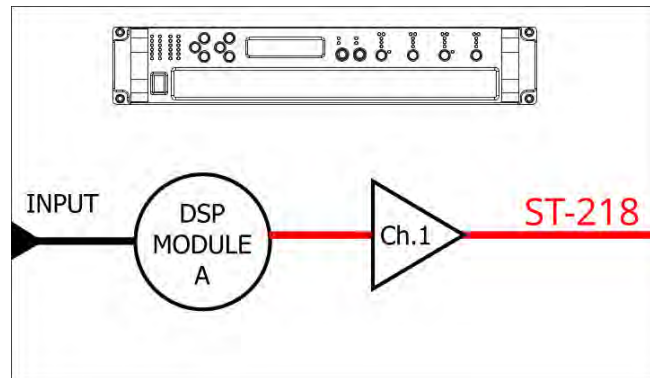 INPUT
DSP
MODULE
A
Ch.1
ST-218